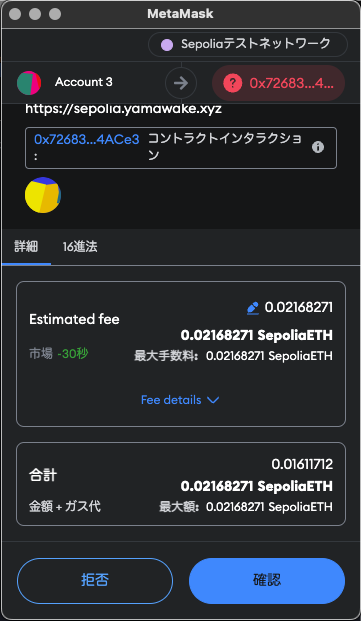 MetaMask
Sepoliaテストネットワーク
Account 3
? 0x72683...4...
https://sepolia.yamawake.xyz
0x72683...4ACe3 コントラクトインタラクショ
: ン
詳細 16進法
0.02168271
Estimated fee
0.02168271 SepoliaETH
市場 -30秒 最大手数料: 0.02168271 SepoliaETH
Fee details
0.01611712
合計
0.02168271 SepoliaETH
金額 + ガス代 最大額: 0.02168271 SepoliaETH
拒否 確認